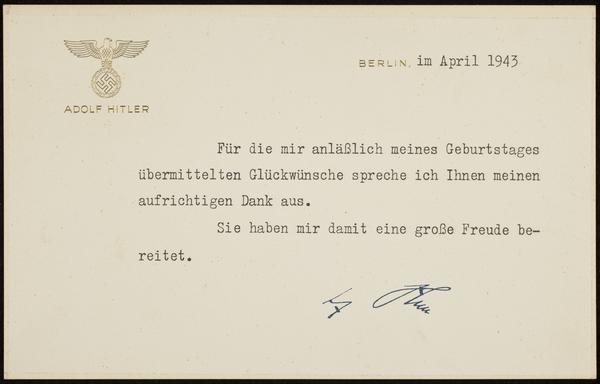 BERLIN, im April 1943
ADOLF HITLER
Für die mir anläßlich meines Geburtstages
übermittelten Glückwünsche spreche ich Ihnen meinen
aufrichtigen Dank aus.
Sie haben mir damit eine große Freude be-
reitet.